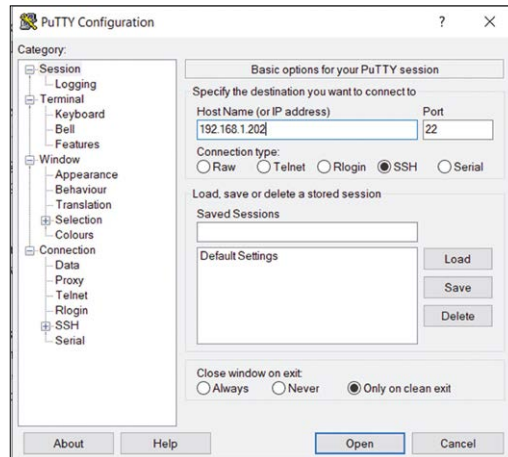 PuTTY Configuration ? ×
Category:
Session
Logging
Terminal
Keyboard
Bell
Features
Window
Appearance
Behaviour
Translation
Selection
Colours
Connection
Data
Proxy
Telnet
Rlogin
SSH
Serial
Basic options for your PuTTY session
Specify the destination you want to connect to
Host Name (or IP address) Port
192.168.1.202 22
Connection type:
Raw Telnet Rlogin SSH Serial
Load, save or delete a stored session
Saved Sessions
Default Settings
Load
Save
Delete
Close window on exit:
Always Never Only on clean exit
About Help Open Cancel